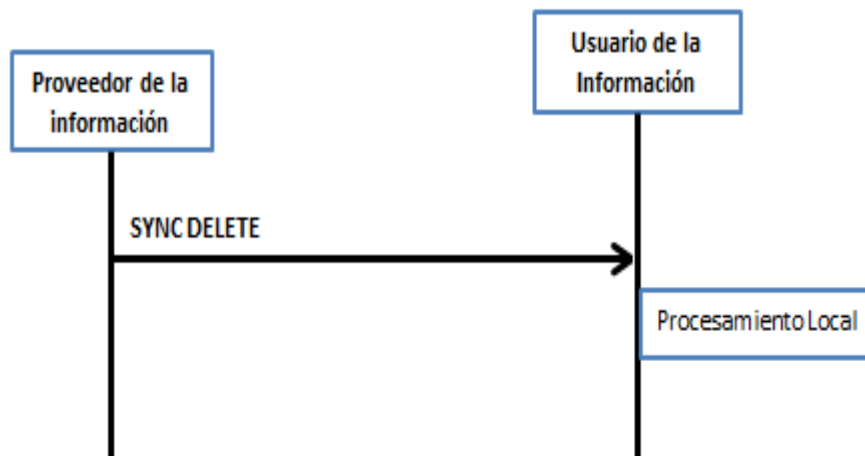 Proveedor de la
información
Usuario de la
Información
SYNC DELETE
Procesamiento Local